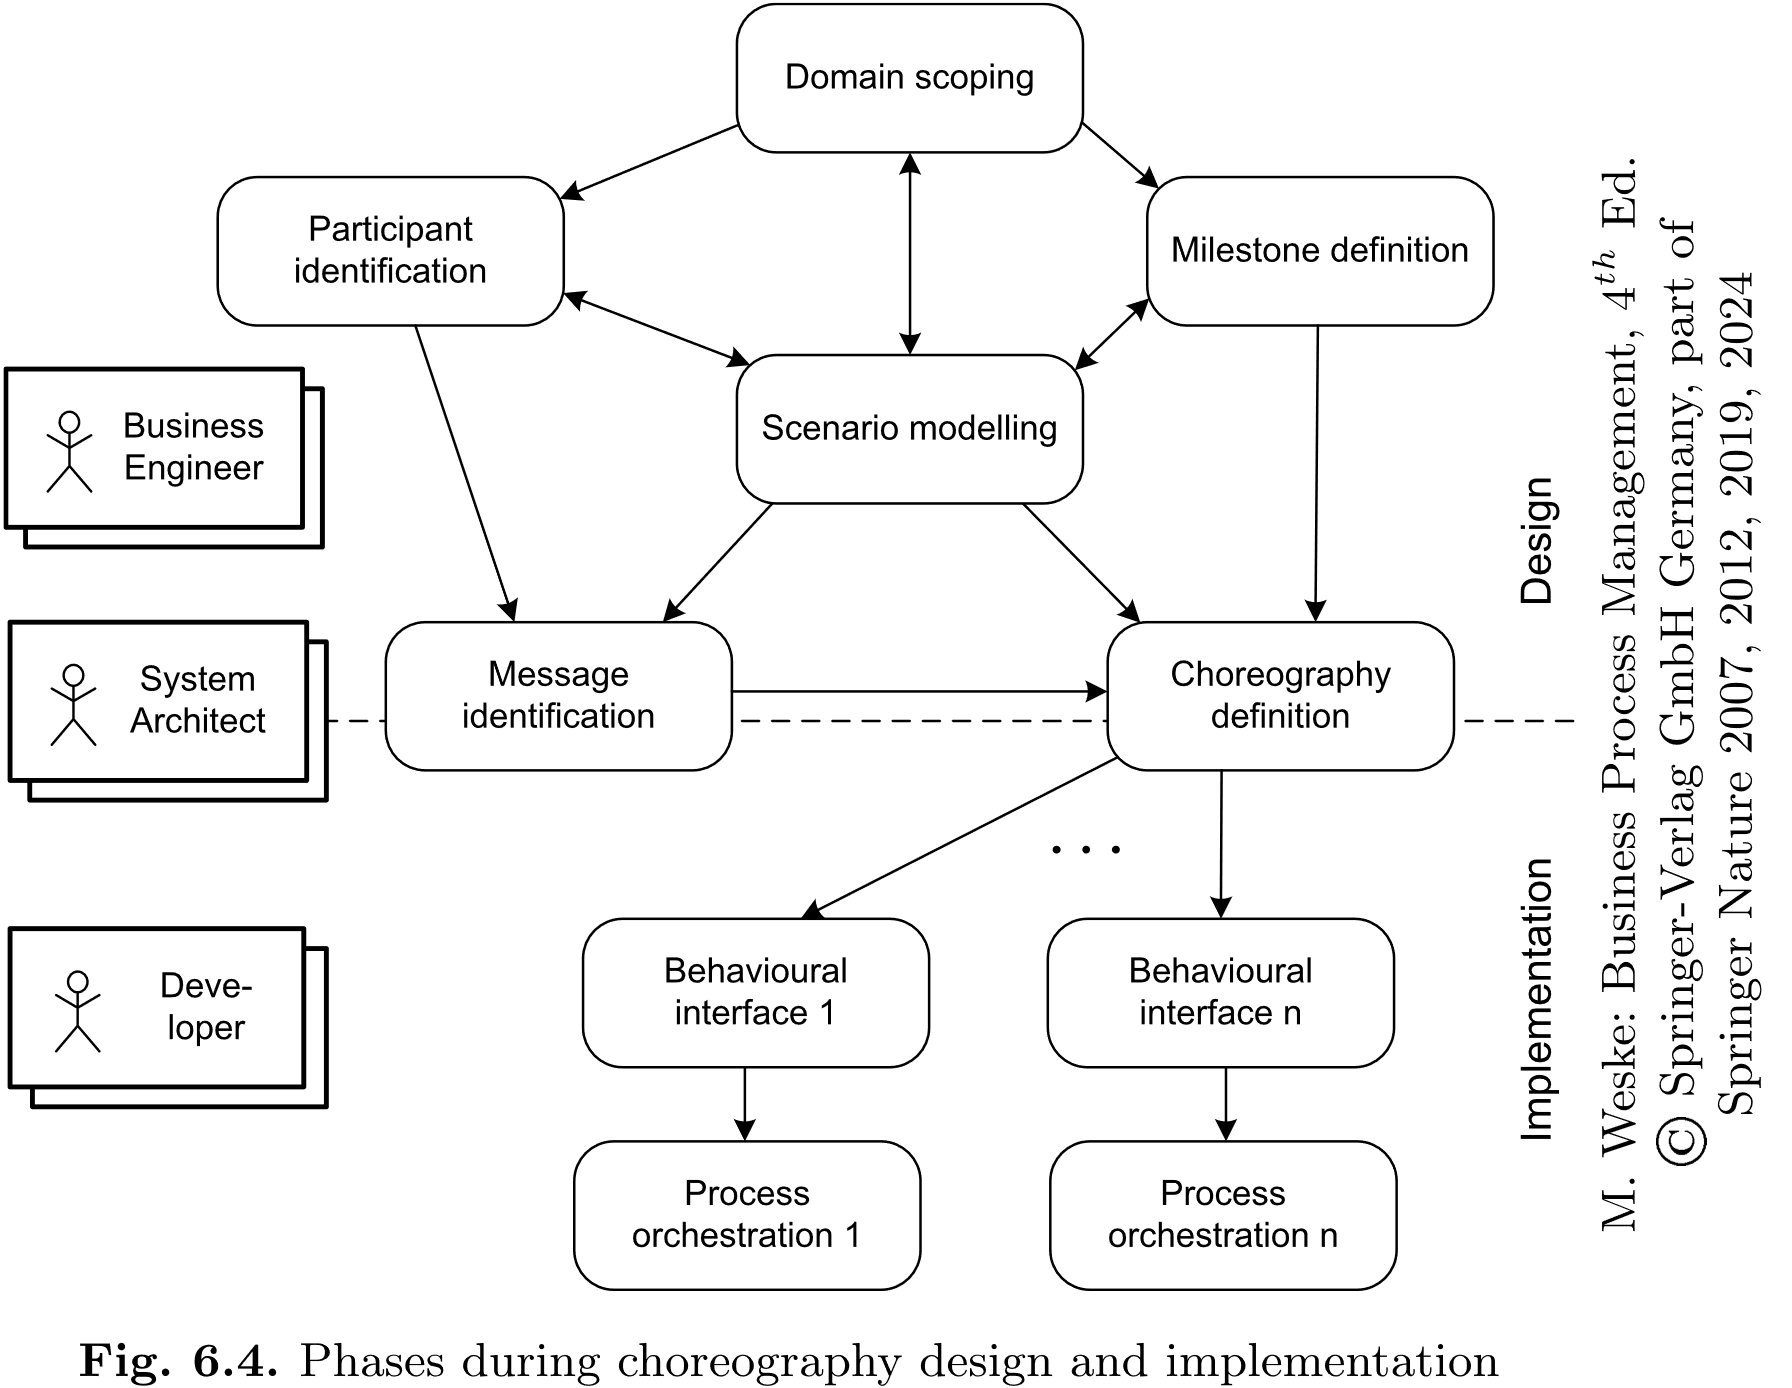 Domain scoping
Participant
identification
Milestone definition
Scenario modelling
Business
Engineer
System
Architect
Message
identification
Choreography
definition
. . .
Deve-
loper
Behavioural
interface 1
Behavioural
interface n
Process
orchestration 1
Process
orchestration n
Design
Implementation
M. Weske: Business Process Management, 4th Ed.
© Springer-Verlag GmbH Germany, part of
Springer Nature 2007, 2012, 2019, 2024
Fig. 6.4. Phases during choreography design and implementation